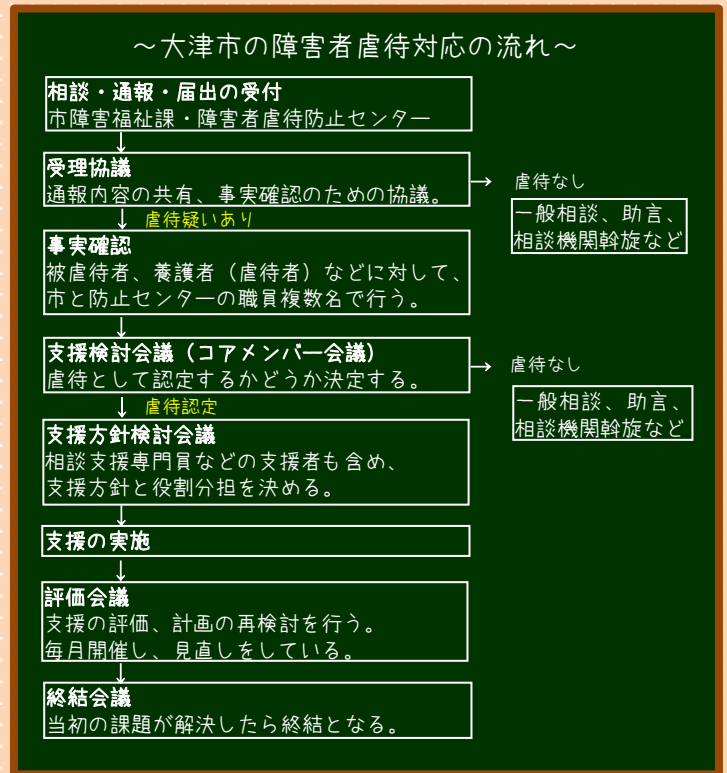 ～大津市の障害者虐待対応の流れ～
相談・通報・届出の受付
市障害福祉課・障害者虐待防止センター
↓
受理協議
通報内容の共有、事実確認のための協議。
→ 虐待なし
一般相談、助言、
相談機関斡旋など
↓ 虐待疑いあり
事実確認
被虐待者、養護者（虐待者）などに対して、
市と防止センターの職員複数名で行う。
↓
支援検討会議（コアメンバー会議）
虐待として認定するかどうか決定する。
→ 虐待なし
一般相談、助言、
相談機関斡旋など
↓ 虐待認定
支援方針検討会議
相談支援専門員などの支援者も含め、
支援方針と役割分担を決める。
↓
支援の実施
↓
評価会議
支援の評価、計画の再検討を行う。
毎月開催し、見直しをしている。
↓
終結会議
当初の課題が解決したら終結となる。